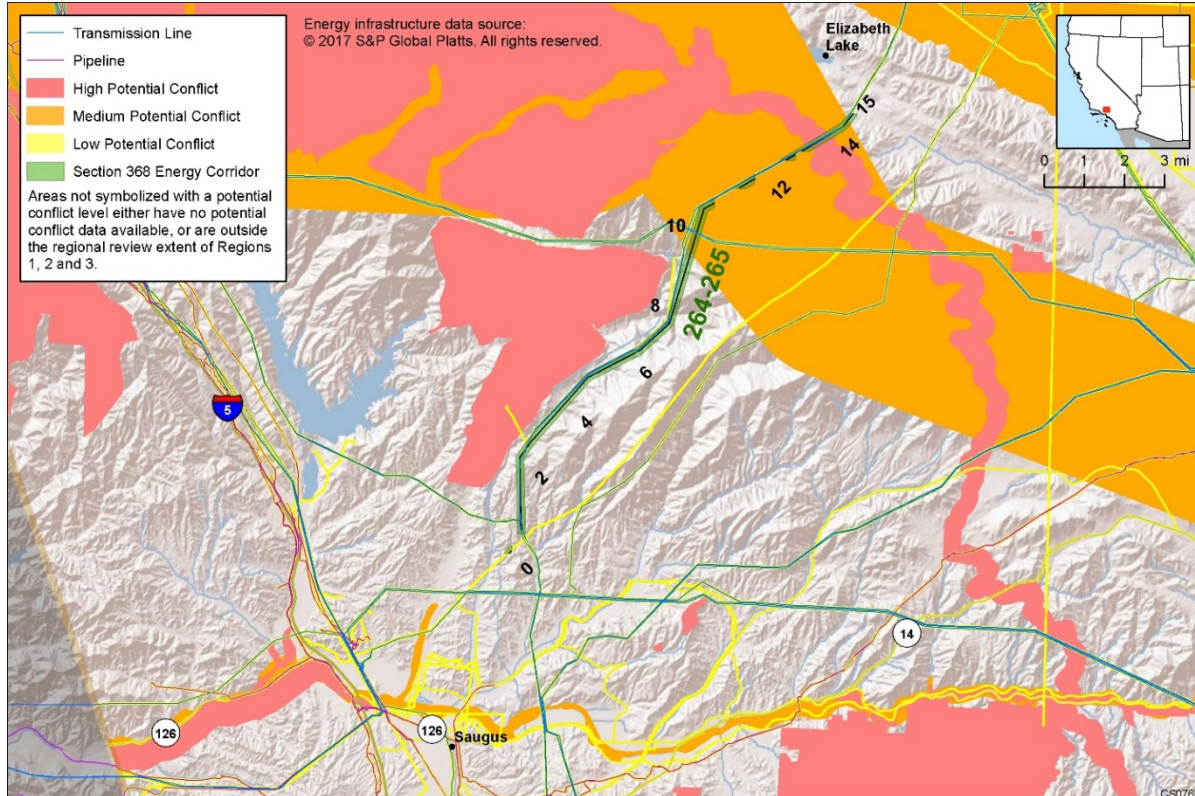 Transmission Line
Pipeline
High Potential Conflict
Medium Potential Conflict
Low Potential Conflict
Section 368 Energy Corridor
Areas not symbolized with a potential
conflict level either have no potential
conflict data available, or are outside
the regional review extent of Regions
1, 2 and 3.
Energy infrastructure data source:
© 2017 S&P Global Platts. All rights reserved.
Elizabeth
Lake
0 1 2 3 mi
15
14
12
10
264-265
8
6
4
2
0
5
14
126
126
Saugus